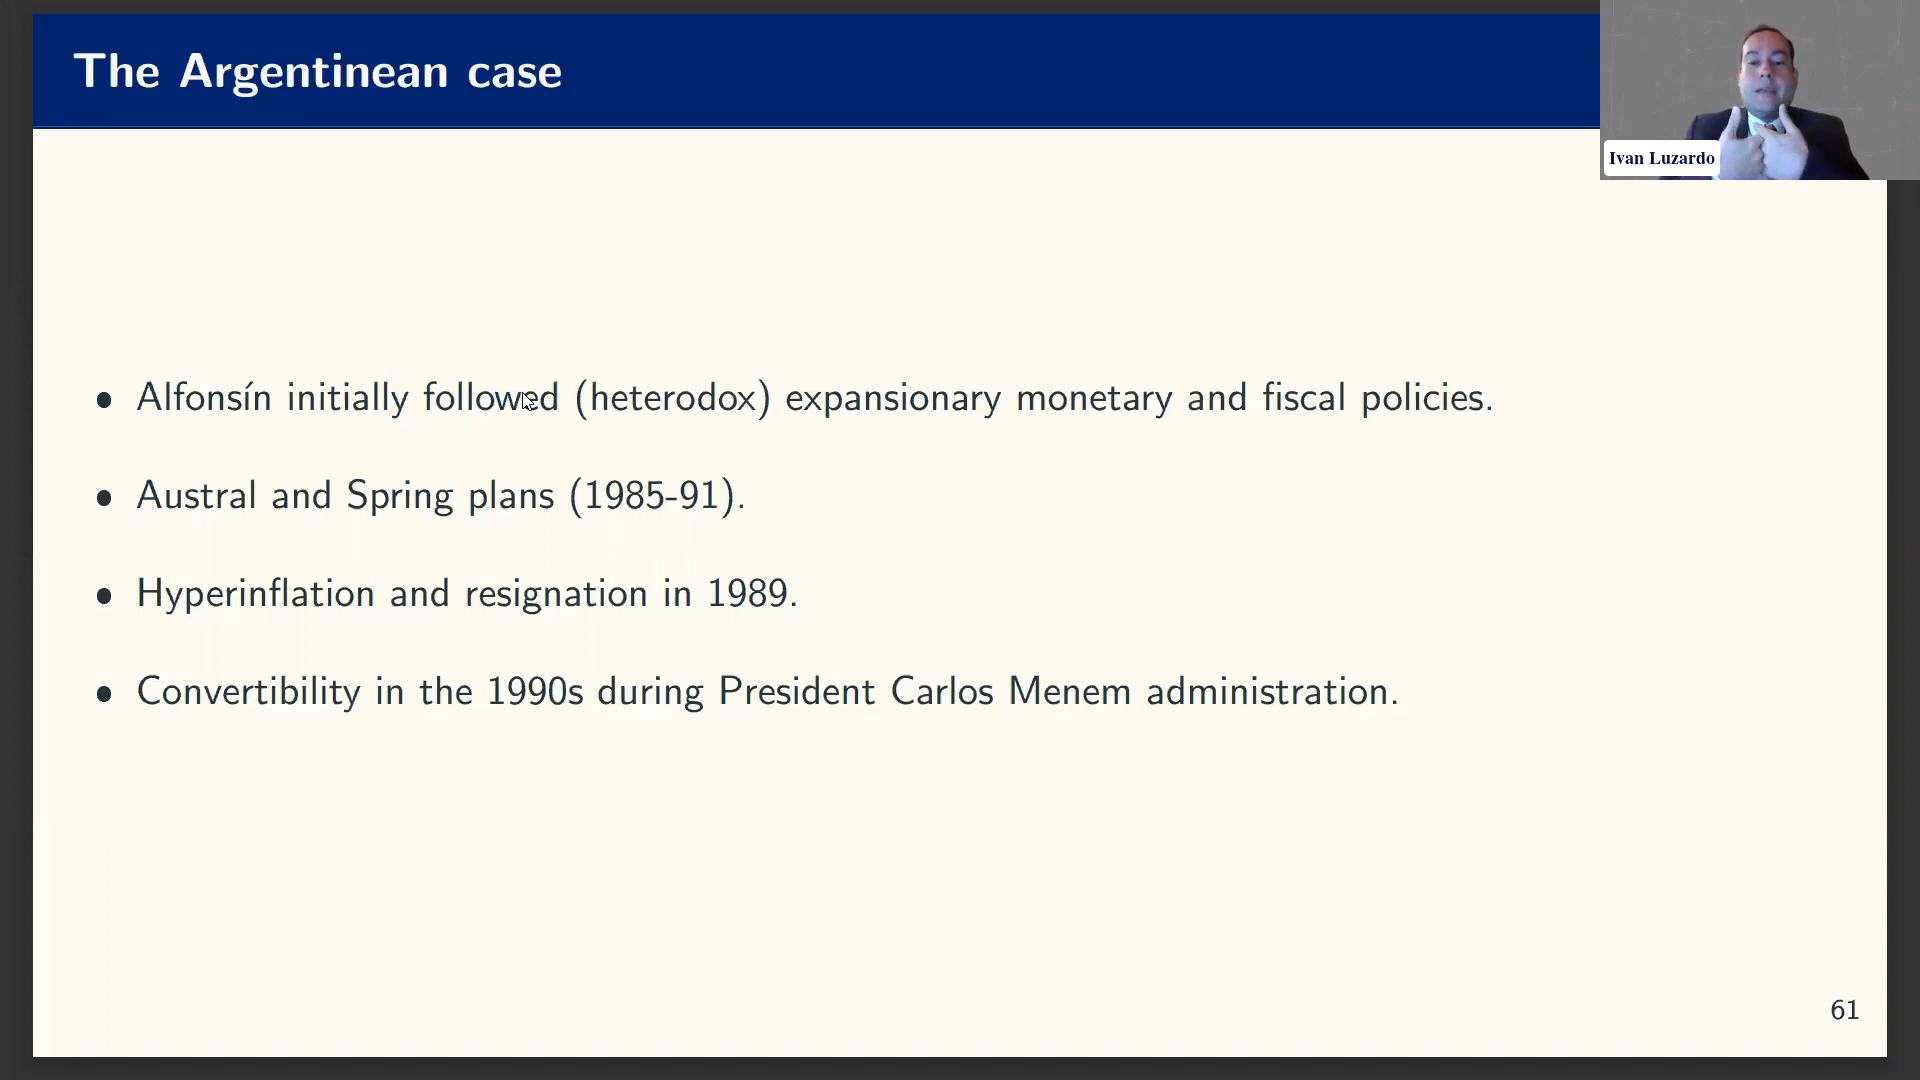 The Argentinean case
Ivan Luzardo
• Alfonsín initially followed (heterodox) expansionary monetary and fiscal policies.
• Austral and Spring plans (1985-91).
• Hyperinflation and resignation in 1989.
• Convertibility in the 1990s during President Carlos Menem administration.
61